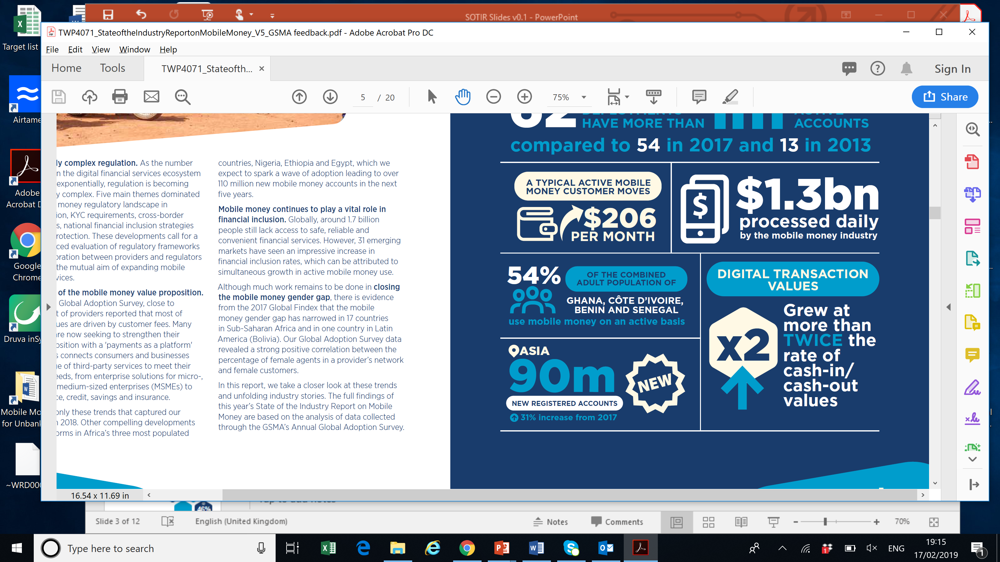 SOTIR Slides v0.1 - PowerPoint
Target list
TWP4071_StateoftheIndustryReportonMobileMoney_V5_GSMA feedback.pdf - Adobe Acrobat Pro DC
File Edit View Window Help
Home Tools TWP4071_Stateofth... × Sign In
5 / 20 75% Share
Airtame
Adobe
Acrobat D
Google
Chrome
Druva inSy
Mobile Mo
for Unbank
~WRD000
ly complex regulation. As the number
n the digital financial services ecosystem
exponentially, regulation is becoming
y complex. Five main themes dominated
money regulatory landscape in
ion, KYC requirements, cross-border
s, national financial inclusion strategies
rotection. These developments call for a
ced evaluation of regulatory frameworks
oration between providers and regulators
the mutual aim of expanding mobile
vices.
of the mobile money value proposition.
Global Adoption Survey, close to
t of providers reported that most of
ues are driven by customer fees. Many
re now seeking to strengthen their
osition with a 'payments as a platform'
s connects consumers and businesses
ge of third-party services to meet their
eeds, from enterprise solutions for micro-,
medium-sized enterprises (MSMEs) to
ce, credit, savings and insurance.
only these trends that captured our
n 2018. Other compelling developments
orms in Africa's three most populated
countries, Nigeria, Ethiopia and Egypt, which we
expect to spark a wave of adoption leading to over
110 million new mobile money accounts in the next
five years.
Mobile money continues to play a vital role in
financial inclusion. Globally, around 1.7 billion
people still lack access to safe, reliable and
convenient financial services. However, 31 emerging
markets have seen an impressive increase in
financial inclusion rates, which can be attributed to
simultaneous growth in active mobile money use.
Although much work remains to be done in closing
the mobile money gender gap, there is evidence
from the 2017 Global Findex that the mobile
money gender gap has narrowed in 17 countries
in Sub-Saharan Africa and in one country in Latin
America (Bolivia). Our Global Adoption Survey data
revealed a strong positive correlation between the
percentage of female agents in a provider's network
and female customers.
In this report, we take a closer look at these trends
and unfolding industry stories. The full findings of
this year's State of the Industry Report on Mobile
Money are based on the analysis of data collected
through the GSMA's Annual Global Adoption Survey.
HAVE MORE THAN
ACCOUNTS
compared to 54 in 2017 and 13 in 2013
A TYPICAL ACTIVE MOBILE
MONEY CUSTOMER MOVES
$206
PER MONTH
$
$1.3bn
processed daily
by the mobile money industry
54%
OF THE COMBINED
ADULT POPULATION OF
GHANA, CÔTE D'IVOIRE,
BENIN AND SENEGAL
use mobile money on an active basis
ASIA
90m
NEW REGISTERED ACCOUNTS
31% increase from 2017
NEW
DIGITAL TRANSACTION
VALUES
x2
Grew at
more than
TWICE the
rate of
cash-in/
cash-out
values
16.54 x 11.69 in
46%
Slide 3 of 12 English (United Kingdom) Notes Comments 70%
Type here to search
ENG
19:15
17/02/2019
1